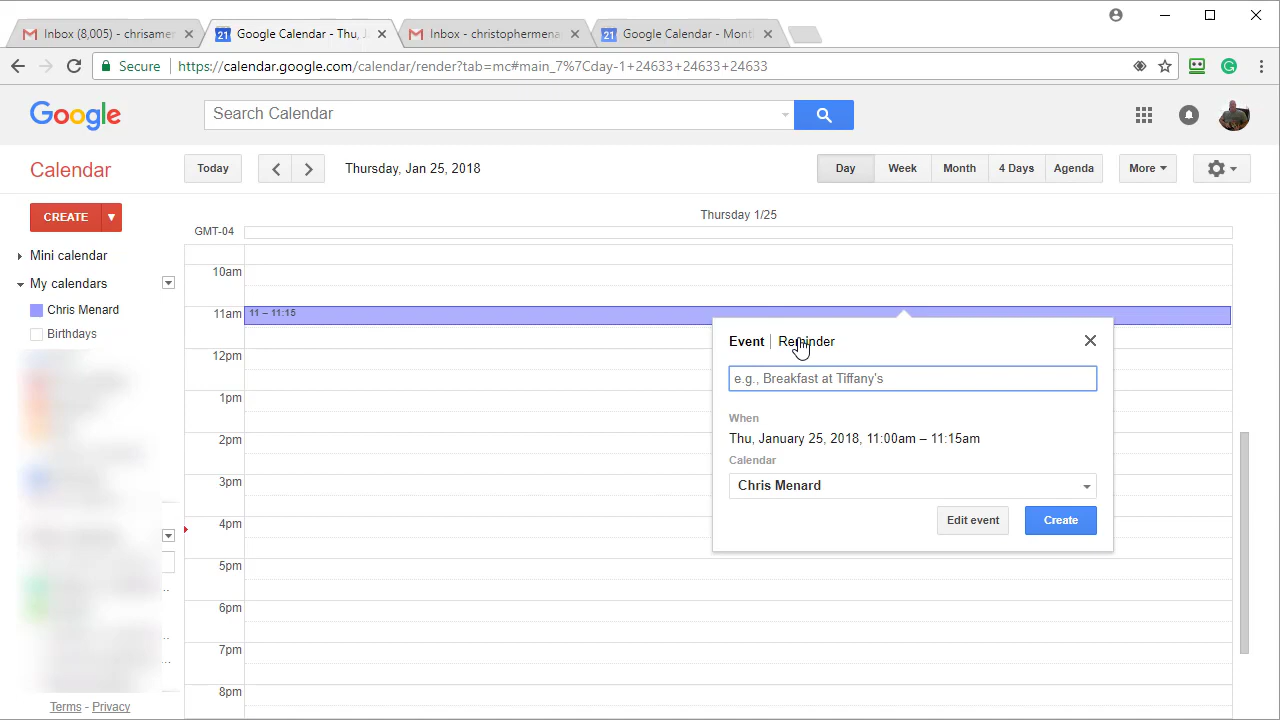 Inbox (8,005) - chrisamer
Google Calendar - Thu, J
Inbox - christophermena
Google Calendar - Mont
Secure
https://calendar.google.com/calendar/render?tab=mc#main_7%7Cday-1+24633+24633+24633
Google
Search Calendar
Calendar
Today
Thursday, Jan 25, 2018
Day
Week
Month
4 Days
Agenda
More
CREATE
Thursday 1/25
GMT-04
Mini calendar
My calendars
Chris Menard
Birthdays
10am
11am
11 – 11:15
12pm
1pm
2pm
3pm
4pm
5pm
6pm
7pm
8pm
Event | Reminder
e.g., Breakfast at Tiffany's
When
Thu, January 25, 2018, 11:00am – 11:15am
Calendar
Chris Menard
Edit event
Create
Terms - Privacy
21
21